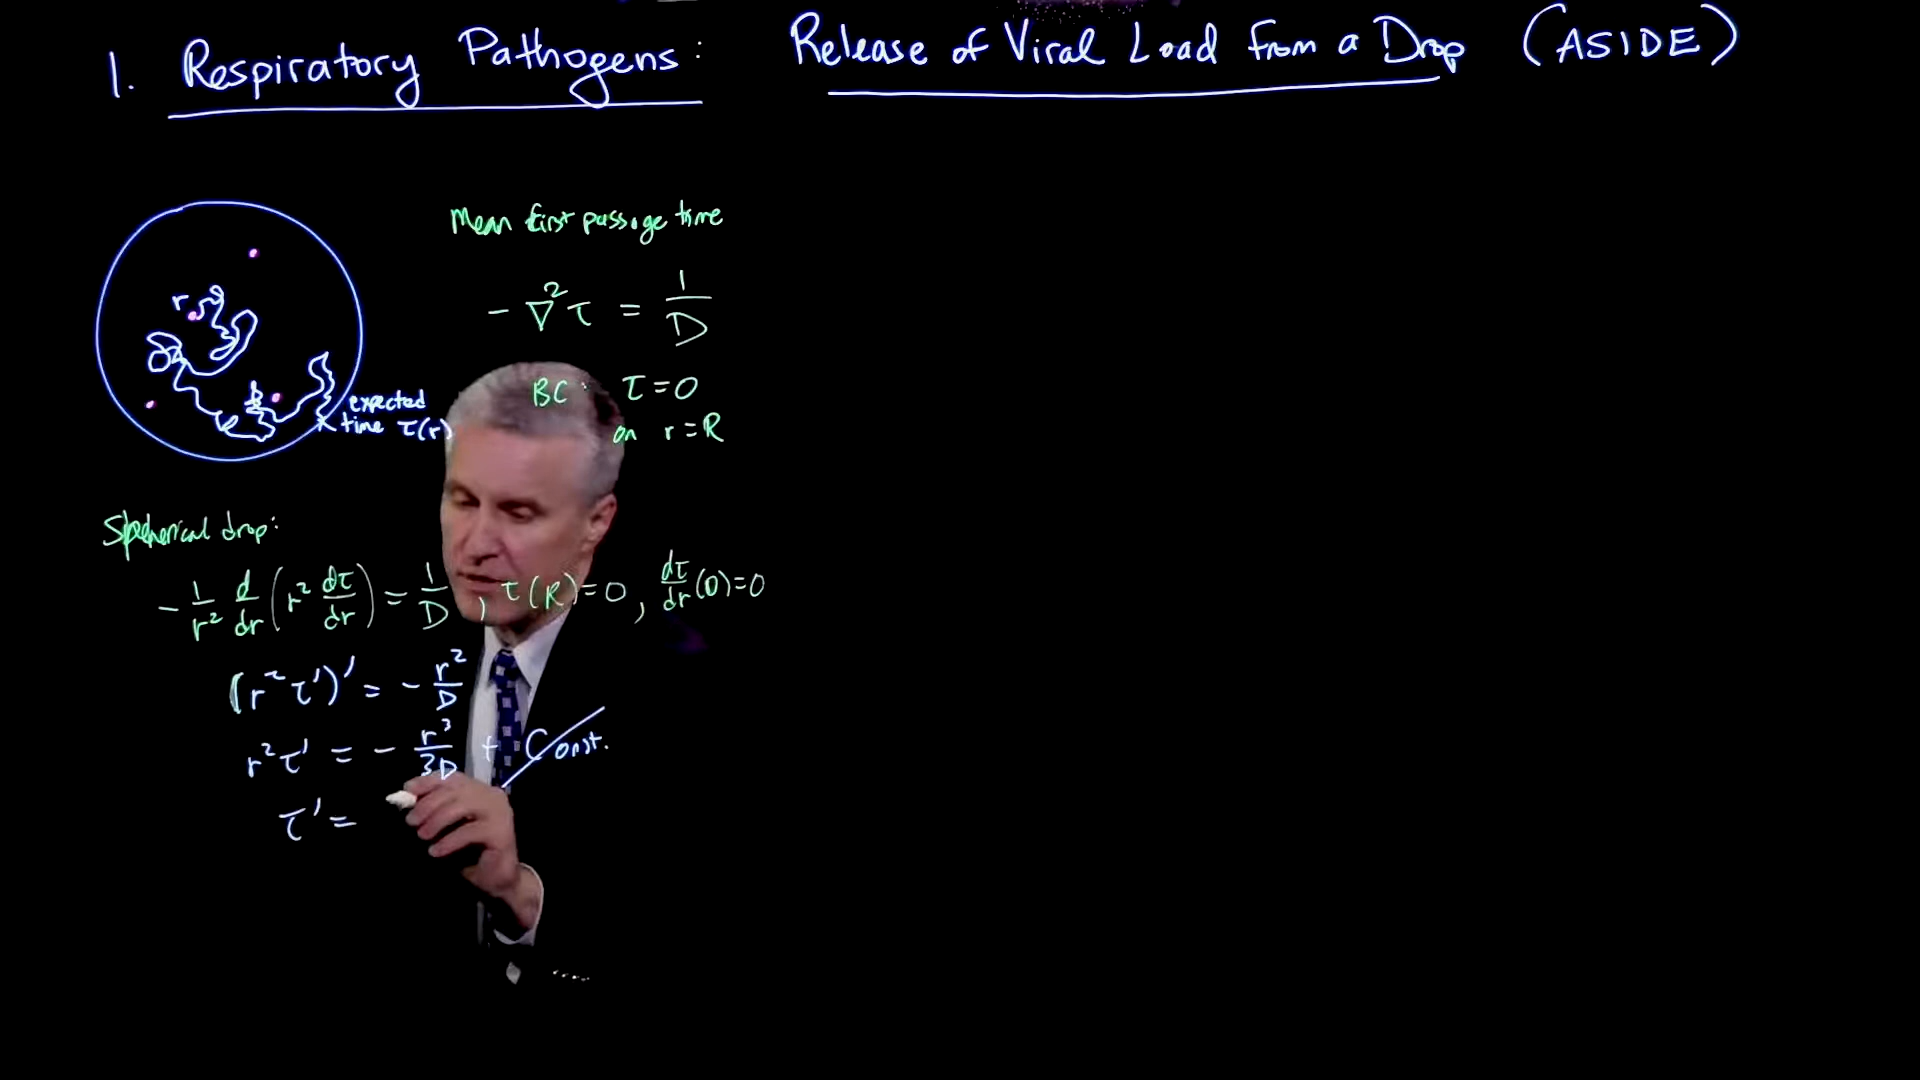 1. Respiratory Pathogens: Release of Viral Load from a Drop (ASIDE)
Mean first passage time
- ∇² τ = 1/D
r
BC: τ = 0
on r = R
expected
time τ(r)
Spherical drop:
- 1/r² d/dr (r² dτ/dr) = 1/D , τ(R) = 0 , dτ/dr (0) = 0
(r² τ')' = - r²/D
r² τ' = - r³/3D + Const.
τ' =